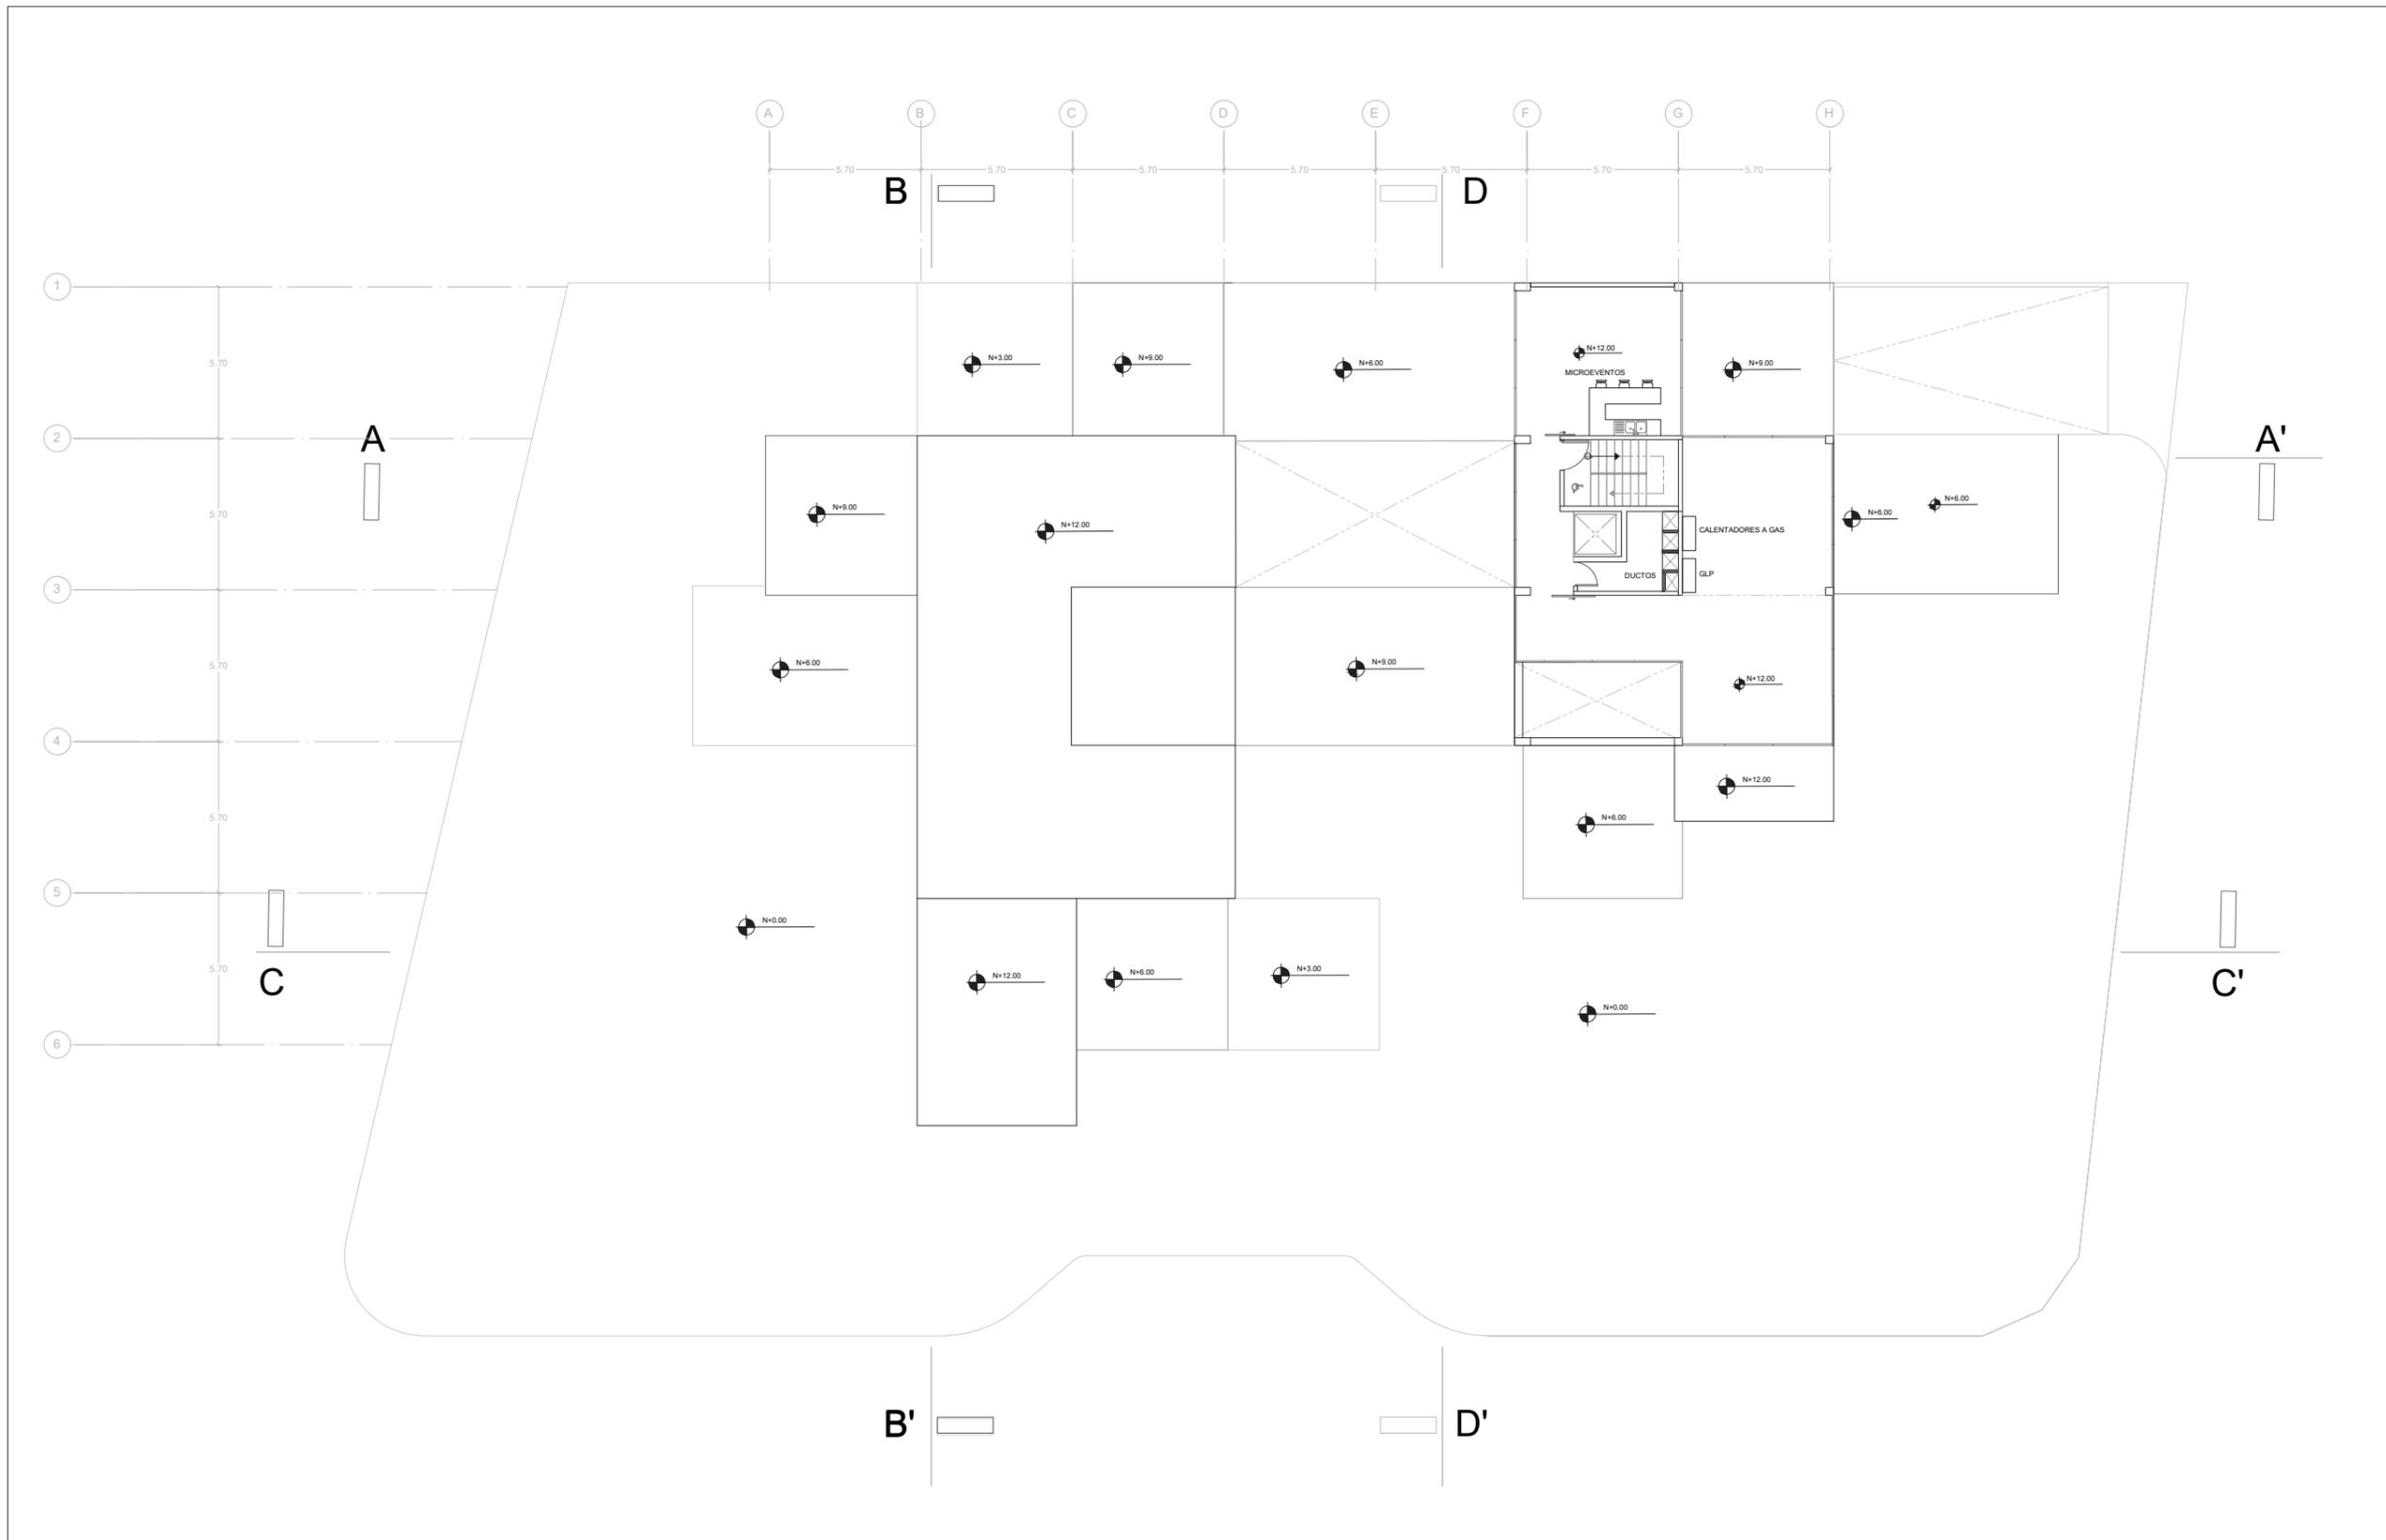 A B C D E F G H
5.70 5.70 5.70 5.70 5.70 5.70 5.70
B D
1
5.70
N+12.00
N+3.00 N+9.00 N+6.00 N+9.00
MICROEVENTOS
2
A A'
N+9.00 N+12.00 N+6.00 N+6.00
5.70
CALENTADORES A GAS
DUCTOS GLP
3
5.70
N+6.00 N+9.00 N+12.00
4
N+12.00
5.70
N+6.00
5
N+0.00
5.70
N+12.00 N+6.00 N+3.00
C C'
N+0.00
6
B' D'